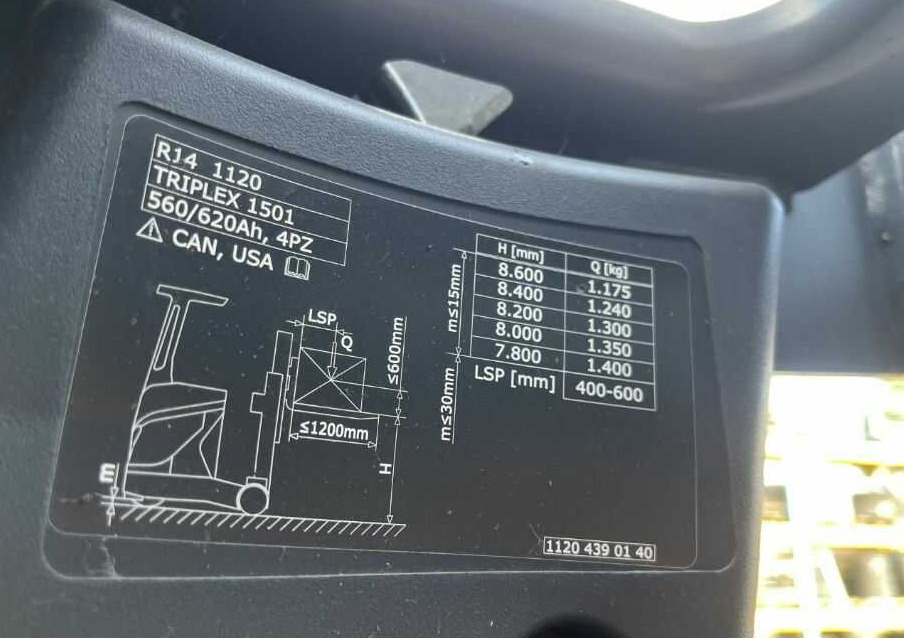 R14 1120
TRIPLEX 1501
560/620Ah, 4PZ
CAN, USA
LSP
Q
≤600mm
≤1200mm
H
E
H [mm] Q [kg]
8.600 1.175
8.400 1.240
8.200 1.300
8.000 1.350
7.800 1.400
LSP [mm] 400-600
m≤15mm
m≤30mm
1120 439 01 40